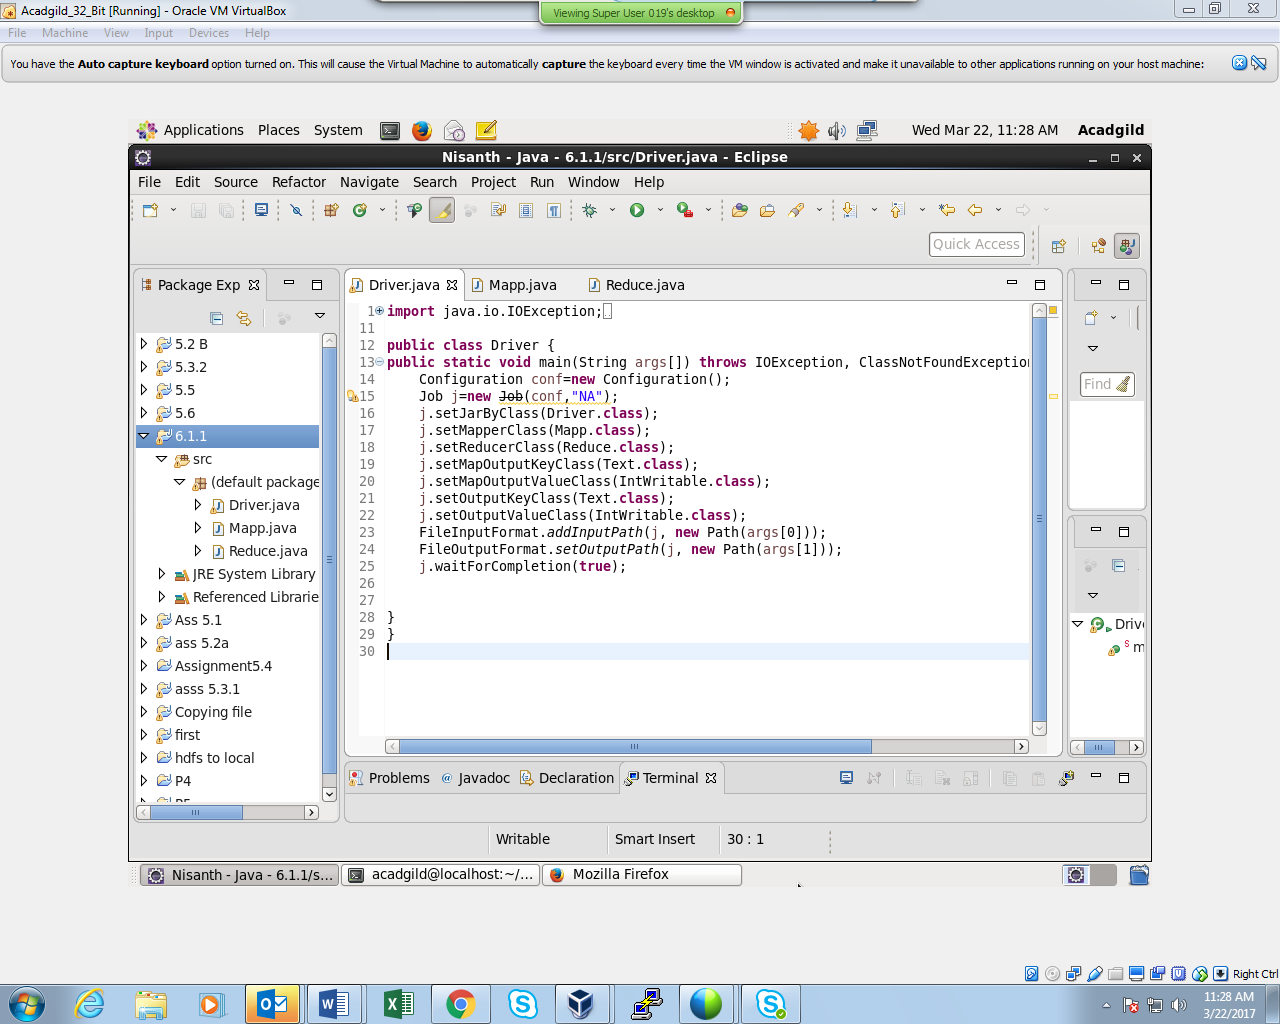 Acadgild_32_Bit [Running] - Oracle VM VirtualBox
Viewing Super User 019's desktop
File Machine View Input Devices Help
You have the Auto capture keyboard option turned on. This will cause the Virtual Machine to automatically capture the keyboard every time the VM window is activated and make it unavailable to other applications running on your host machine:
Applications Places System Wed Mar 22, 11:28 AM Acadgild
Nisanth - Java - 6.1.1/src/Driver.java - Eclipse
File Edit Source Refactor Navigate Search Project Run Window Help
Quick Access
Package Exp
Driver.java Mapp.java Reduce.java
5.2 B
5.3.2
5.5
5.6
6.1.1
src
(default package
Driver.java
Mapp.java
Reduce.java
JRE System Library
Referenced Librarie
Ass 5.1
ass 5.2a
Assignment5.4
asss 5.3.1
Copying file
first
hdfs to local
P4
1 import java.io.IOException;
11
12 public class Driver {
13 public static void main(String args[]) throws IOException, ClassNotFoundException
14 Configuration conf=new Configuration();
15 Job j=new Job(conf,"NA");
16 j.setJarByClass(Driver.class);
17 j.setMapperClass(Mapp.class);
18 j.setReducerClass(Reduce.class);
19 j.setMapOutputKeyClass(Text.class);
20 j.setMapOutputValueClass(IntWritable.class);
21 j.setOutputKeyClass(Text.class);
22 j.setOutputValueClass(IntWritable.class);
23 FileInputFormat.addInputPath(j, new Path(args[0]));
24 FileOutputFormat.setOutputPath(j, new Path(args[1]));
25 j.waitForCompletion(true);
26
27
28 }
29 }
30
Find
Drive
m
Problems Javadoc Declaration Terminal
Writable Smart Insert 30 : 1
Nisanth - Java - 6.1.1/s... acadgild@localhost:~/... Mozilla Firefox
Right Ctrl
11:28 AM
3/22/2017